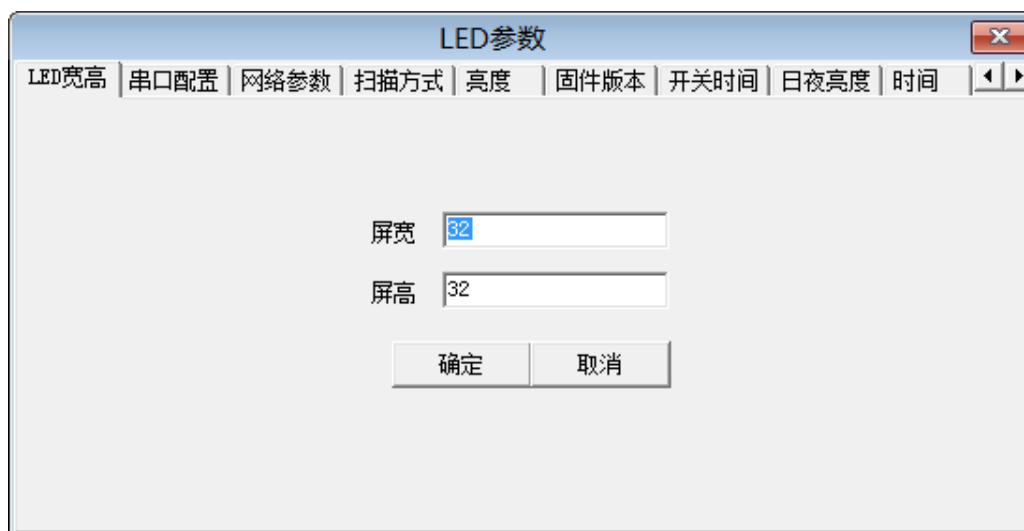 LED参数
LED宽高 串口配置 网络参数 扫描方式 亮度 固件版本 开关时间 日夜亮度 时间
屏宽 32
屏高 32
确定 取消